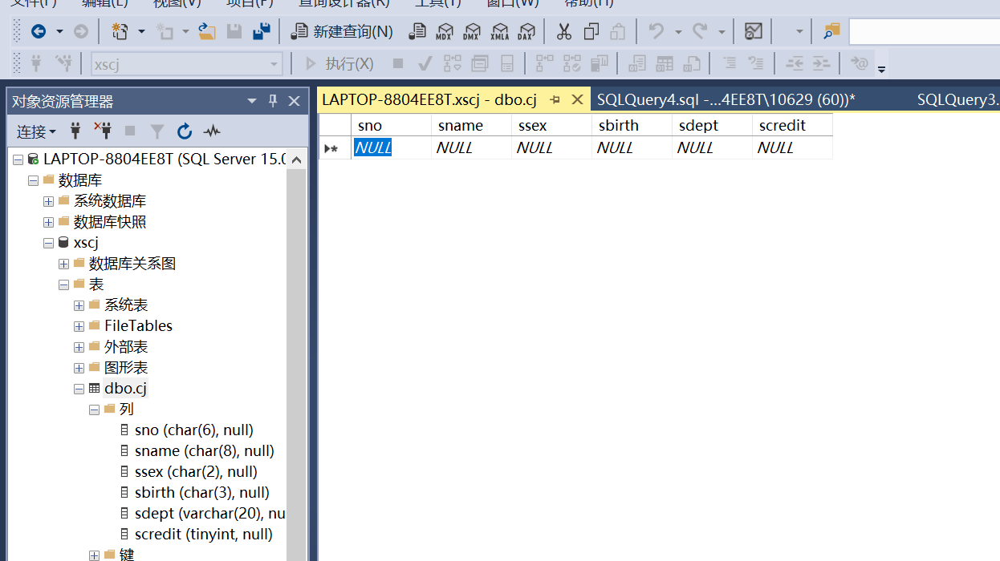 文件(F) 编辑(E) 视图(V) 项目(P) 查询设计器(R) 工具(T) 窗口(W) 帮助(H)
新建查询(N) MDX DMX XMLA DAX
xscj 执行(X)
对象资源管理器
连接
LAPTOP-8804EE8T (SQL Server 15.0
数据库
系统数据库
数据库快照
xscj
数据库关系图
表
系统表
FileTables
外部表
图形表
dbo.cj
列
sno (char(6), null)
sname (char(8), null)
ssex (char(2), null)
sbirth (char(3), null)
sdept (varchar(20), nu
scredit (tinyint, null)
键
LAPTOP-8804EE8T.xscj - dbo.cj SQLQuery4.sql -...4EE8T\10629 (60))* SQLQuery3.
sno sname ssex sbirth sdept scredit
NULL NULL NULL NULL NULL NULL